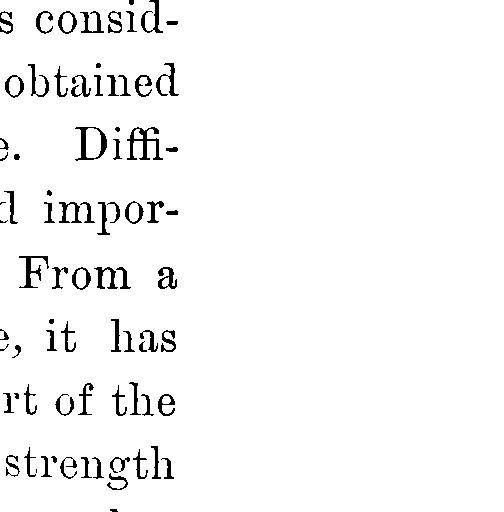 s consid-
obtained
e. Diffi-
d impor-
From a
e, it has
rt of the
strength